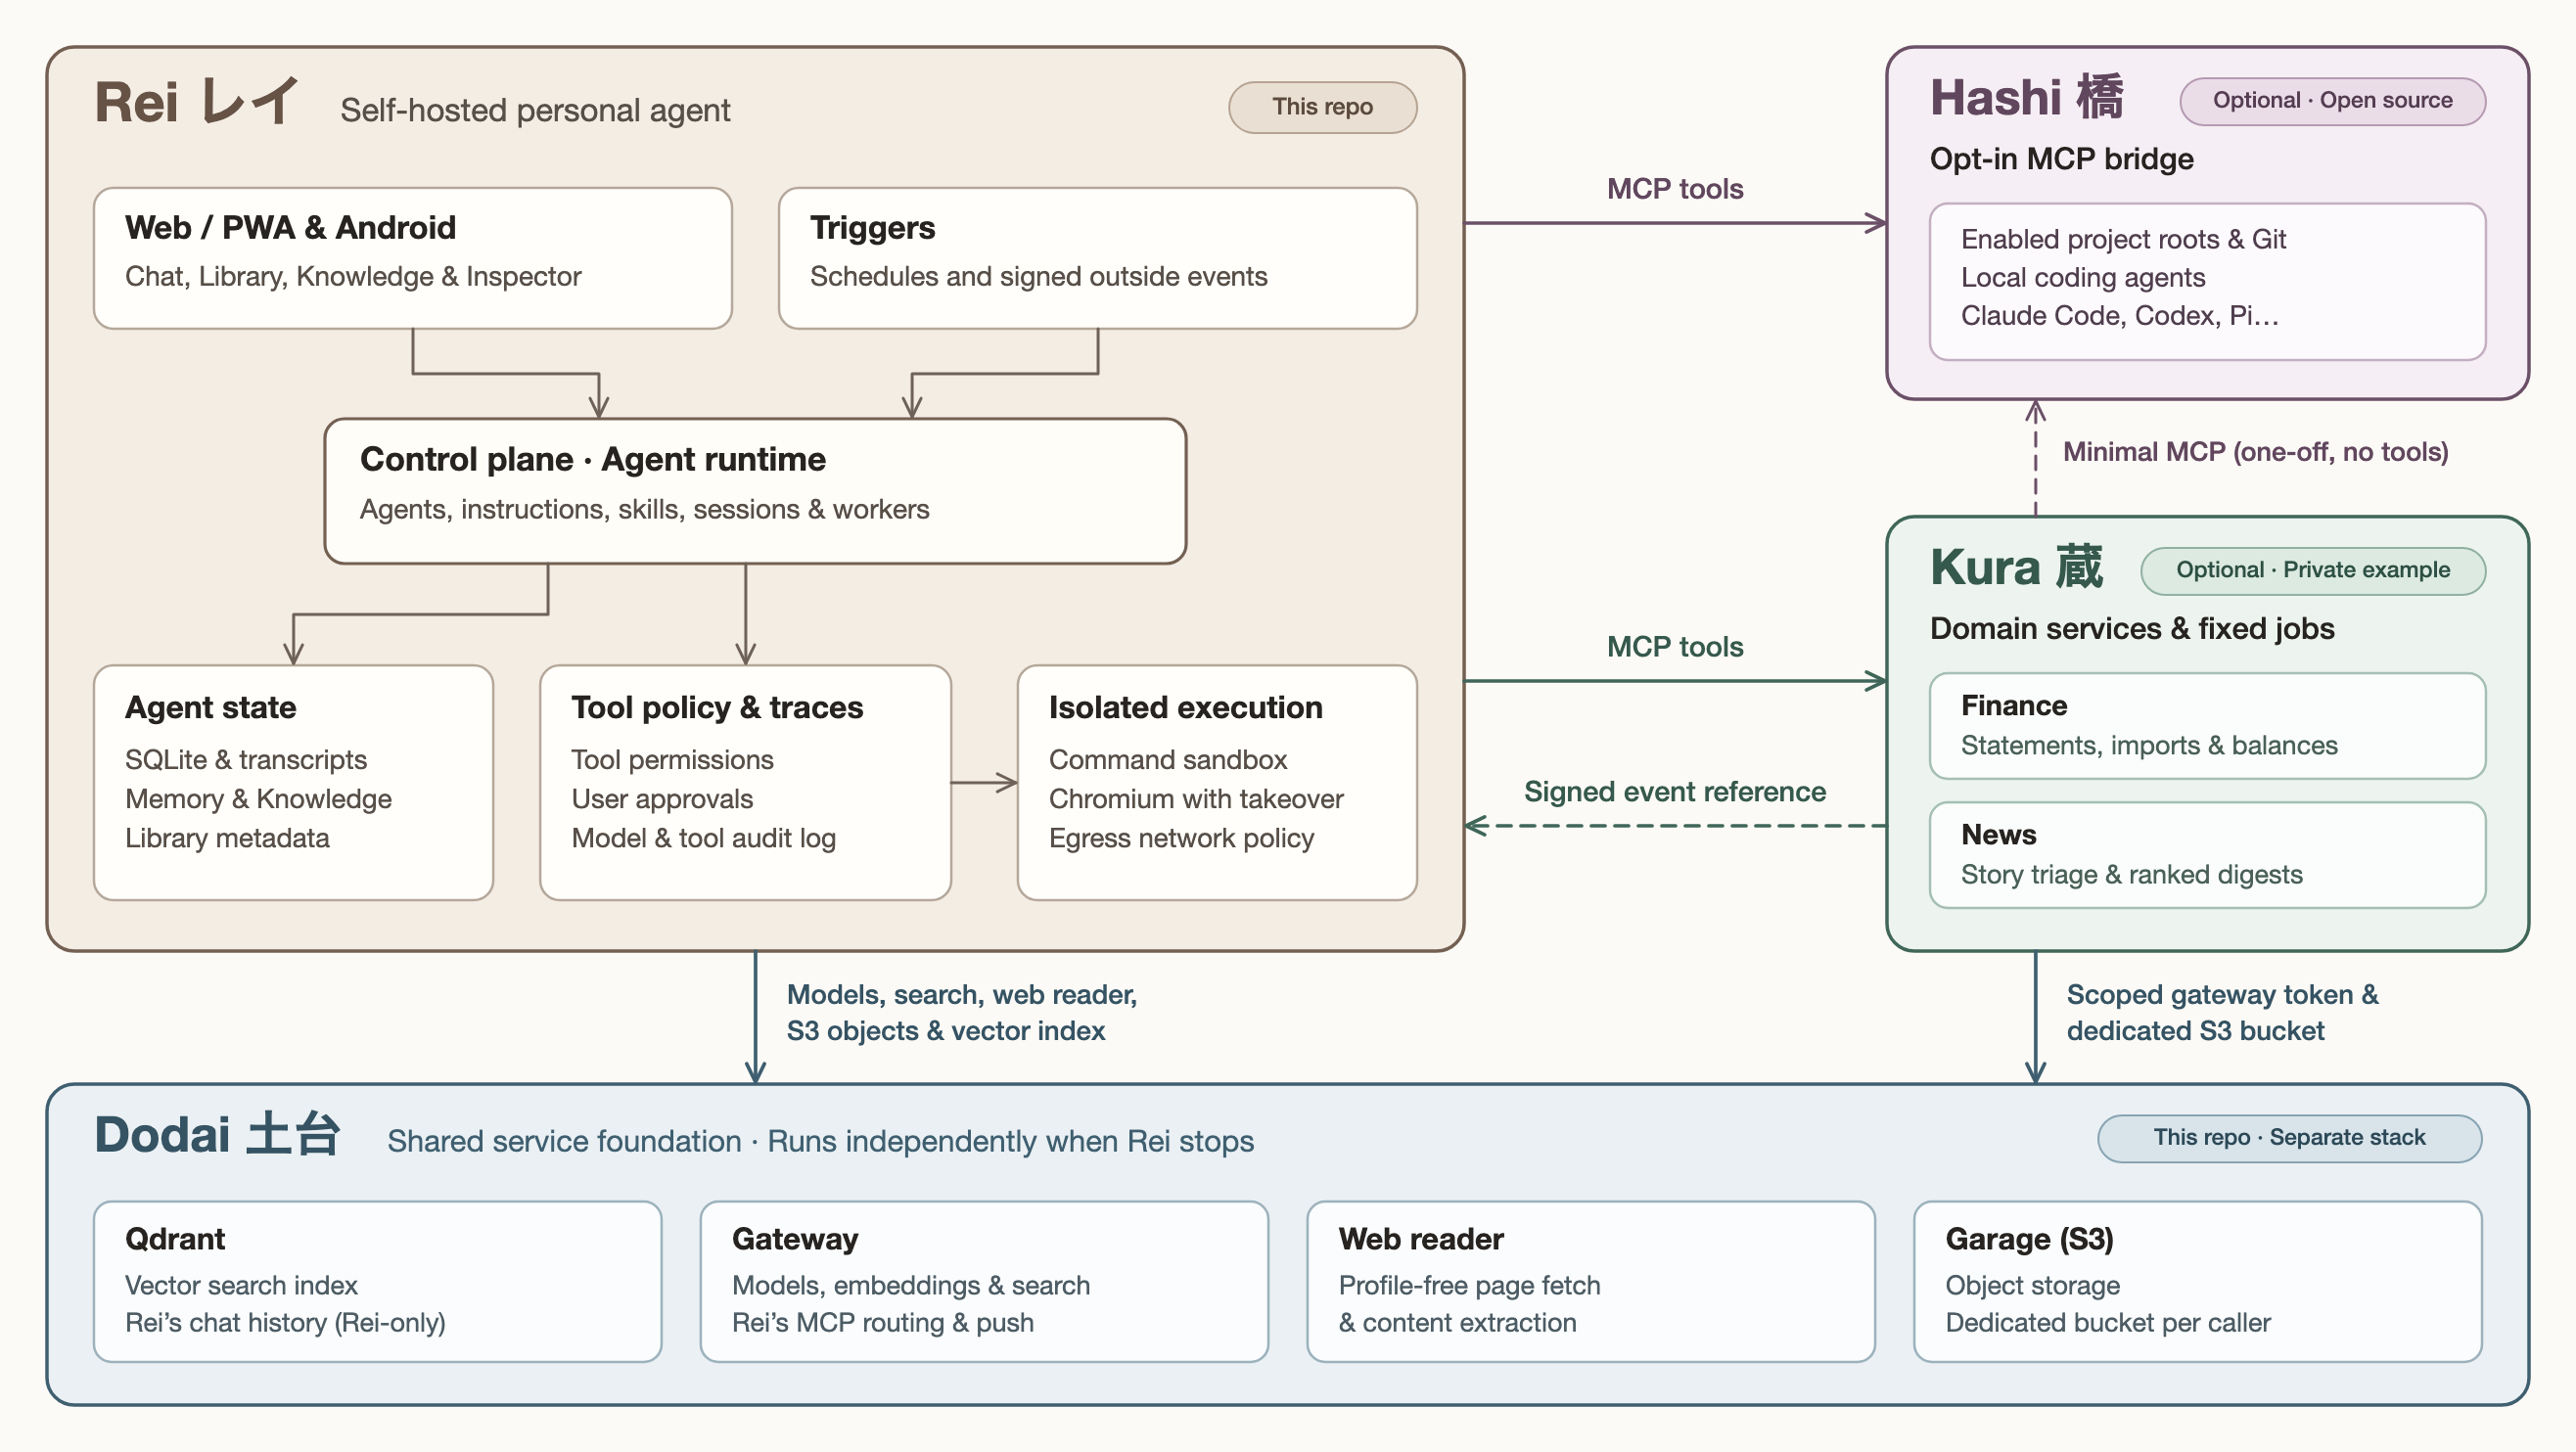 Rei レイ
Self-hosted personal agent
This repo
Web / PWA & Android
Chat, Library, Knowledge & Inspector
Triggers
Schedules and signed outside events
Control plane · Agent runtime
Agents, instructions, skills, sessions & workers
Agent state
SQLite & transcripts
Memory & Knowledge
Library metadata
Tool policy & traces
Tool permissions
User approvals
Model & tool audit log
Isolated execution
Command sandbox
Chromium with takeover
Egress network policy
MCP tools
MCP tools
Signed event reference
Hashi 橋
Optional · Open source
Opt-in MCP bridge
Enabled project roots & Git
Local coding agents
Claude Code, Codex, Pi…
Minimal MCP (one-off, no tools)
Kura 蔵
Optional · Private example
Domain services & fixed jobs
Finance
Statements, imports & balances
News
Story triage & ranked digests
Models, search, web reader,
S3 objects & vector index
Scoped gateway token &
dedicated S3 bucket
Dodai 土台
Shared service foundation · Runs independently when Rei stops
This repo · Separate stack
Qdrant
Vector search index
Rei’s chat history (Rei-only)
Gateway
Models, embeddings & search
Rei’s MCP routing & push
Web reader
Profile-free page fetch
& content extraction
Garage (S3)
Object storage
Dedicated bucket per caller